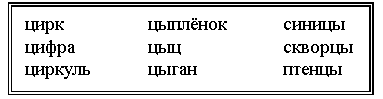 цирк цыплёнок синицы
цифра цыц скворцы
циркуль цыган птенцы